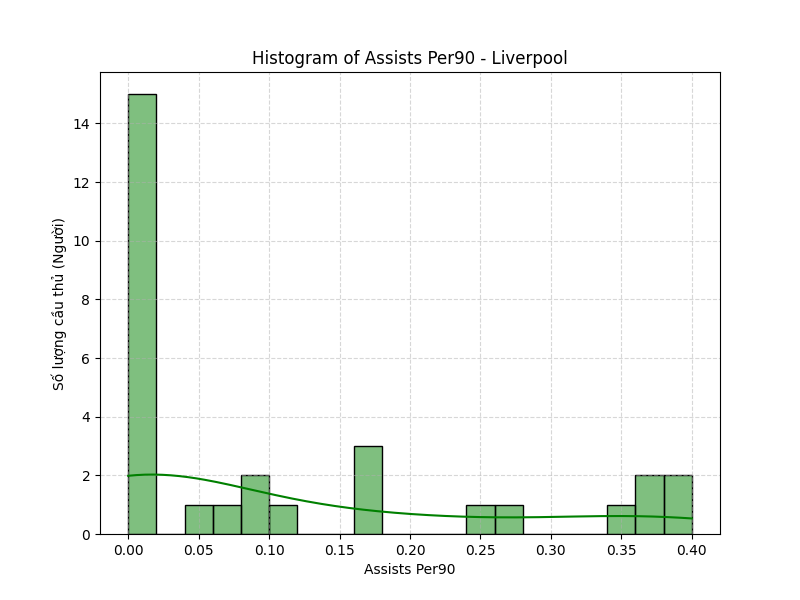 Histogram of Assists Per90 - Liverpool
Số lượng cầu thủ (Người)
14
12
10
8
6
4
2
0
0.00 0.05 0.10 0.15 0.20 0.25 0.30 0.35 0.40
Assists Per90